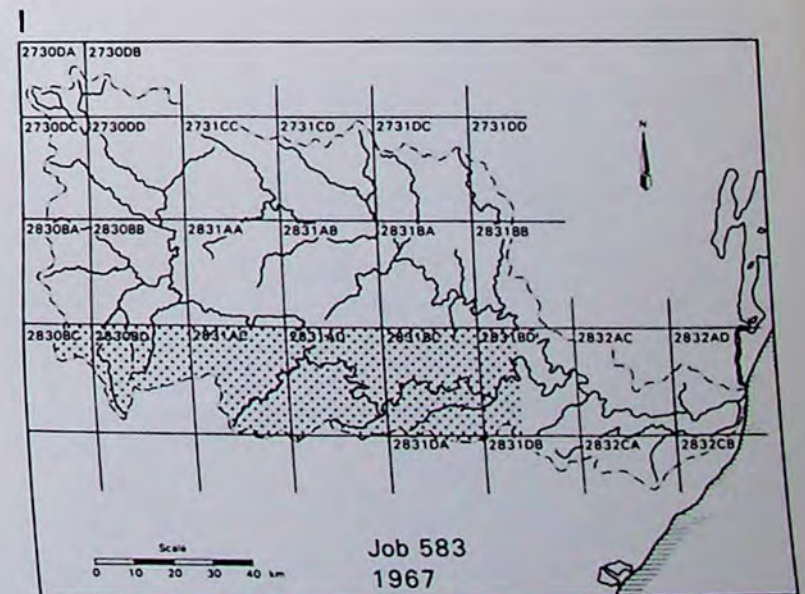 I
2730DA 2730DB
2730DC 2730DD 2731CC 2731CD 2731DC 2731DD
N
2830BA 2830BB 2831AA 2831AB 2831BA 2831BB
2830BC 2830BD 2831AC 2831AD 2831BC 2831BD 2832AC 2832AD
2831DA 2831DB 2832CA 2832CB
Scale
0 10 20 30 40 km
Job 583
1967